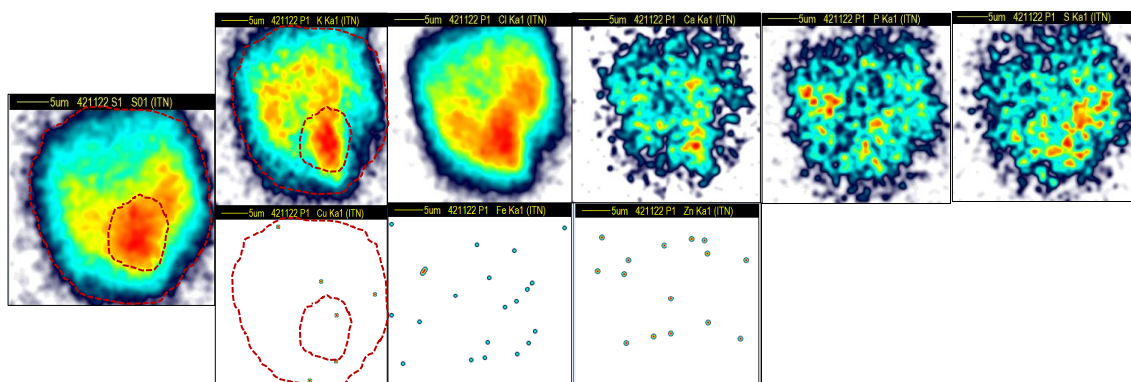 5um 421122 P1 K Ka1 (ITN)
5um 421122 P1 Cl Ka1 (ITN)
5um 421122 P1 Ca Ka1 (ITN)
5um 421122 P1 P Ka1 (ITN)
5um 421122 P1 S Ka1 (ITN)
5um 421122 S1 S01 (ITN)
5um 421122 P1 Cu Ka1 (ITN)
5um 421122 P1 Fe Ka1 (ITN)
5um 421122 P1 Zn Ka1 (ITN)